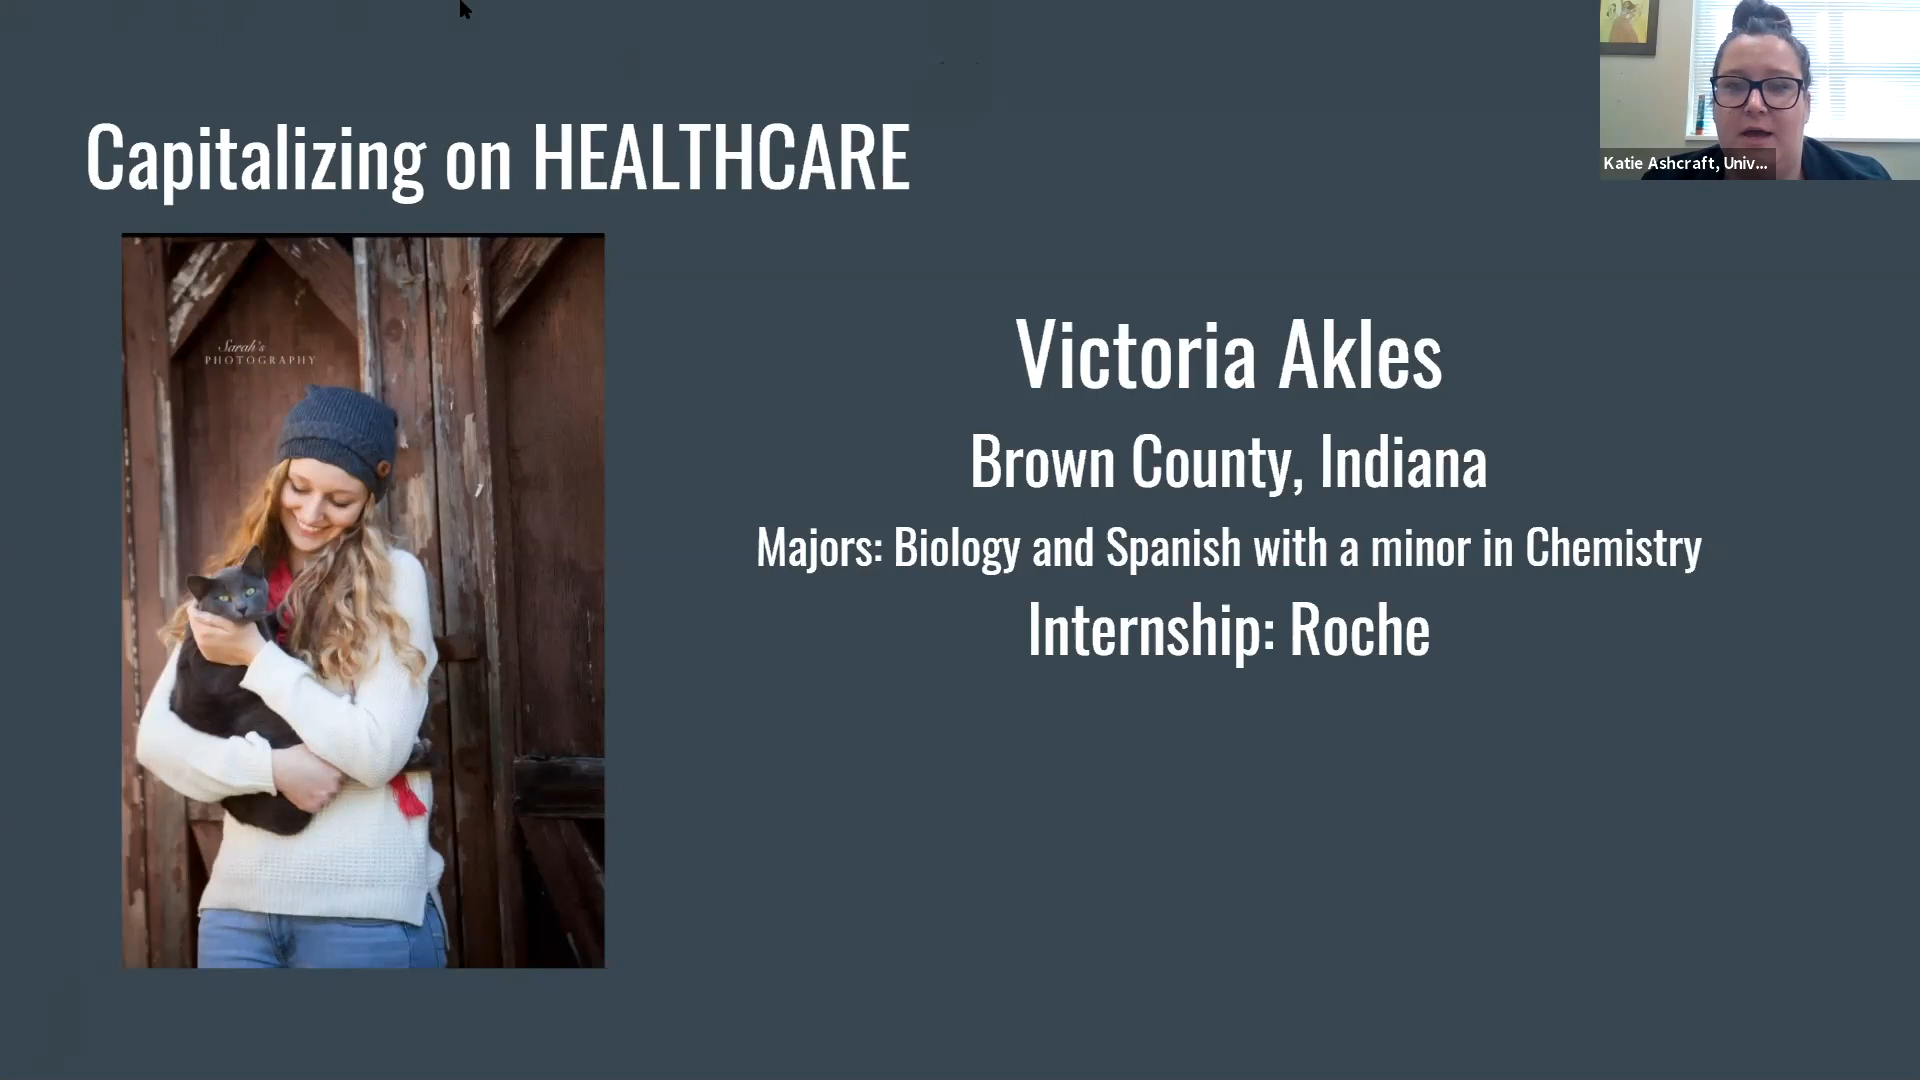 Capitalizing on HEALTHCARE
Katie Ashcraft, Univ...
Sarah's
PHOTOGRAPHY
Victoria Akles
Brown County, Indiana
Majors: Biology and Spanish with a minor in Chemistry
Internship: Roche